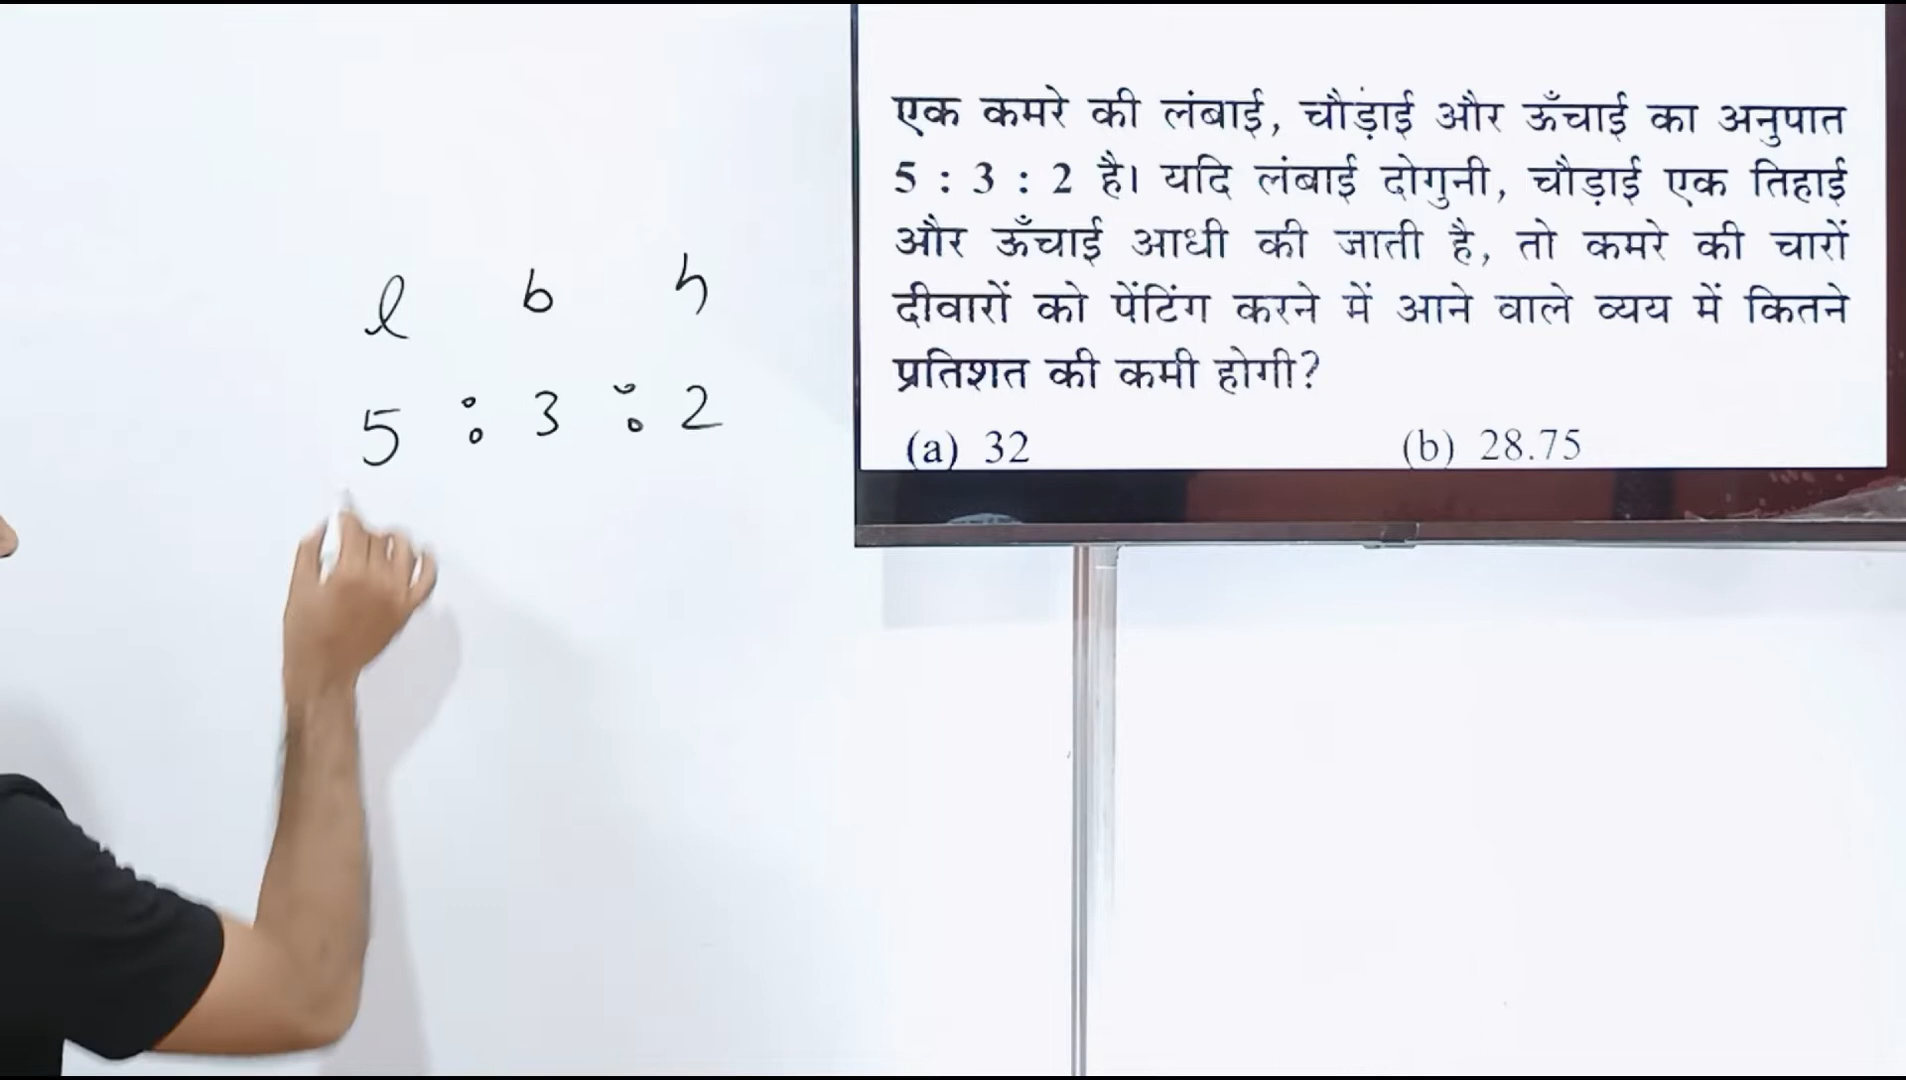 l b h
5 : 3 : 2
एक कमरे की लंबाई, चौड़ांई और ऊँचाई का अनुपात
5 : 3 : 2 है। यदि लंबाई दोगुनी, चौड़ाई एक तिहाई
और ऊँचाई आधी की जाती है, तो कमरे की चारों
दीवारों को पेंटिंग करने में आने वाले व्यय में कितने
प्रतिशत की कमी होगी?
(a) 32 (b) 28.75